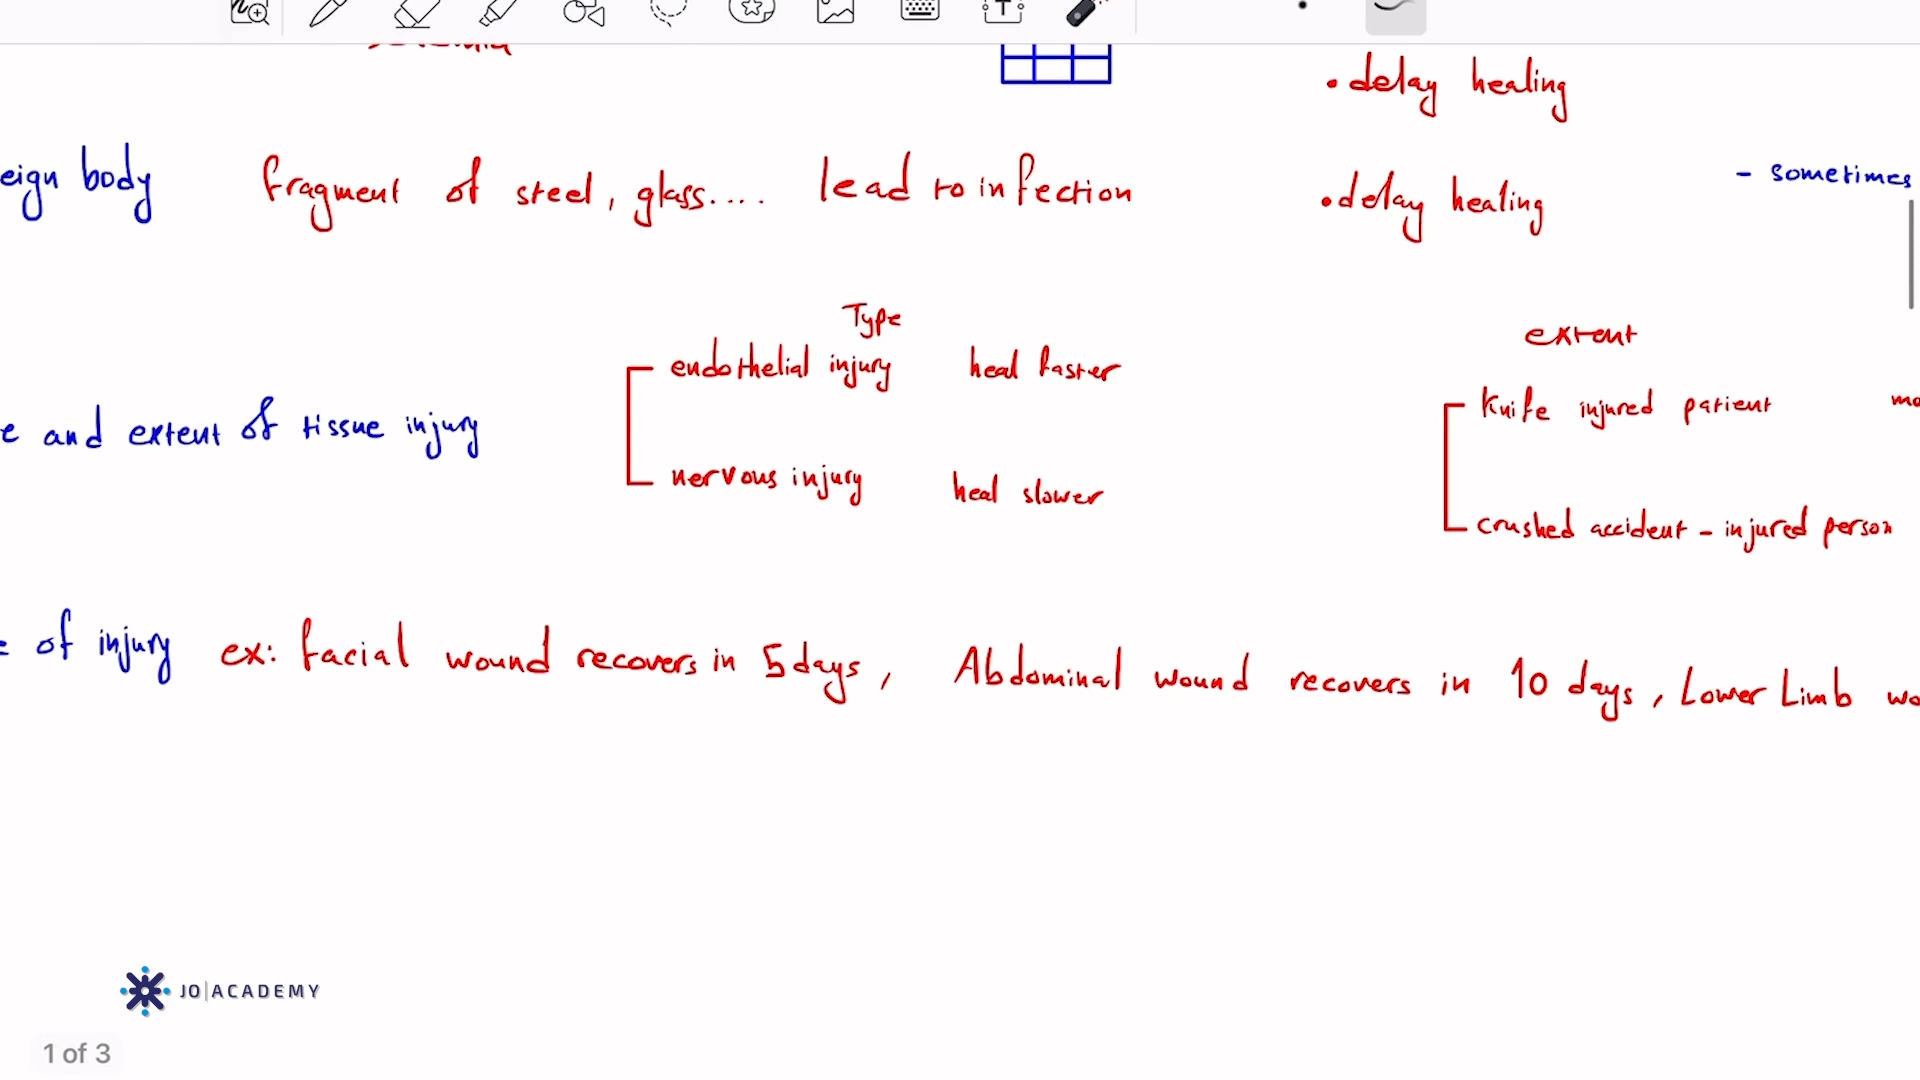 • delay healing
eign body fragment of steel, glass.... lead to infection • delay healing - sometimes
Type
extent
endothelial injury heal faster
knife injured patient
e and extent of tissue injury
nervous injury heal slower
crushed accident - injured person
of injury ex: facial wound recovers in 5 days, Abdominal wound recovers in 10 days, Lower Limb wo
JO ACADEMY
1 of 3